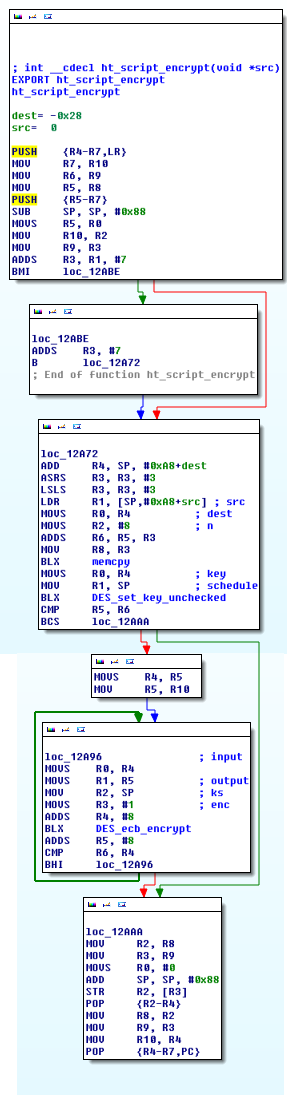 ; int __cdecl ht_script_encrypt(void *src)
EXPORT ht_script_encrypt
ht_script_encrypt
dest= -0x28
src= 0
PUSH {R4-R7,LR}
MOV R7, R10
MOV R6, R9
MOV R5, R8
PUSH {R5-R7}
SUB SP, SP, #0x88
MOVS R5, R0
MOV R10, R2
MOV R9, R3
ADDS R3, R1, #7
BMI loc_12ABE
loc_12ABE
ADDS R3, #7
B loc_12A72
; End of function ht_script_encrypt
loc_12A72
ADD R4, SP, #0xA8+dest
ASRS R3, R3, #3
LSLS R3, R3, #3
LDR R1, [SP,#0xA8+src] ; src
MOVS R0, R4 ; dest
MOVS R2, #8 ; n
ADDS R6, R5, R3
MOV R8, R3
BLX memcpy
MOVS R0, R4 ; key
MOV R1, SP ; schedule
BLX DES_set_key_unchecked
CMP R5, R6
BCS loc_12AAA
MOVS R4, R5
MOV R5, R10
loc_12A96 ; input
MOVS R0, R4
MOVS R1, R5 ; output
MOV R2, SP ; ks
MOVS R3, #1 ; enc
ADDS R4, #8
BLX DES_ecb_encrypt
ADDS R5, #8
CMP R6, R4
BHI loc_12A96
loc_12AAA
MOV R2, R8
MOV R3, R9
MOVS R0, #0
ADD SP, SP, #0x88
STR R2, [R3]
POP {R2-R4}
MOV R8, R2
MOV R9, R3
MOV R10, R4
POP {R4-R7,PC}